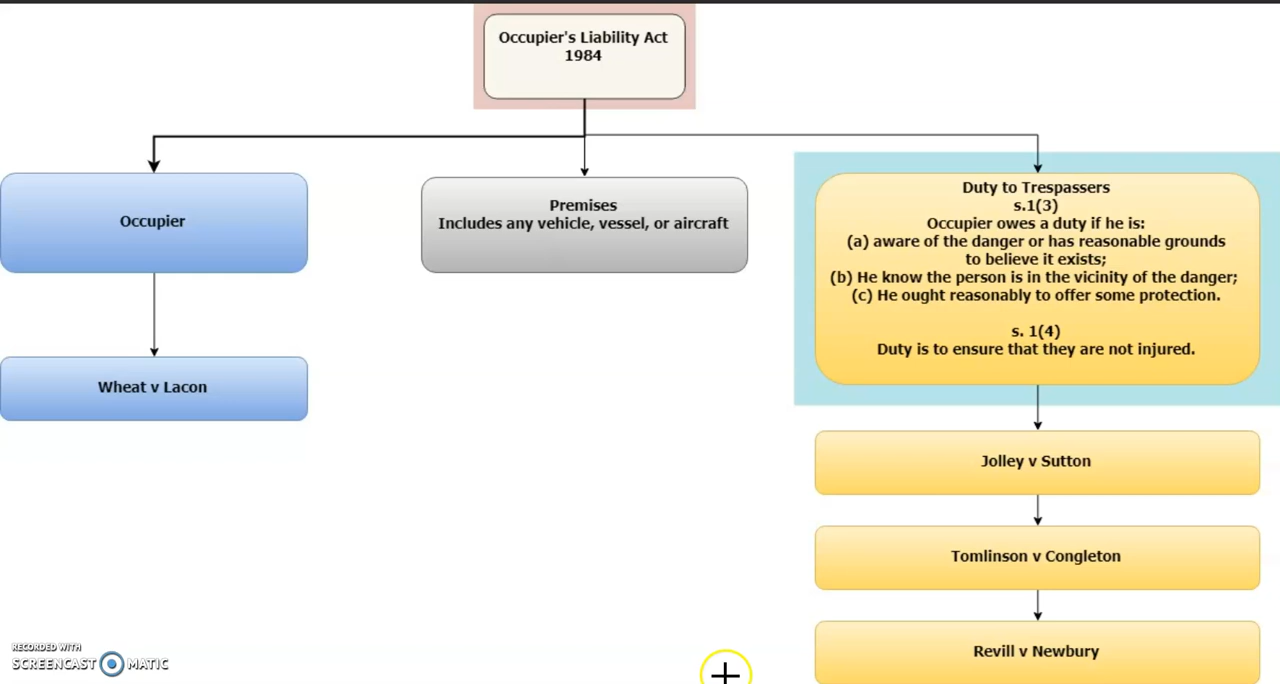 Occupier's Liability Act
1984
Occupier
Premises
Includes any vehicle, vessel, or aircraft
Duty to Trespassers
s.1(3)
Occupier owes a duty if he is:
(a) aware of the danger or has reasonable grounds
to believe it exists;
(b) He know the person is in the vicinity of the danger;
(c) He ought reasonably to offer some protection.
s. 1(4)
Duty is to ensure that they are not injured.
Wheat v Lacon
Jolley v Sutton
Tomlinson v Congleton
Revill v Newbury
RECORDED WITH
SCREENCAST MATIC